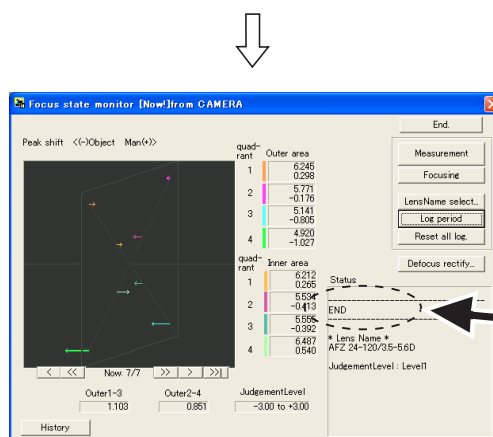 Focus state monitor [Now!]from CAMERA
End.
Peak shift <(-)Object Man(+)>
quad-
rant Outer area
1 6.245
0.298
2 5.771
-0.176
3 5.141
-0.805
4 4.920
-1.027
quad-
rant Inner area
1 6.212
0.265
2 5.534
-0.413
3 5.555
-0.392
4 6.487
0.540
Measurement
Focusing
LensName select..
Log period
Reset all log.
Defocus rectify...
Status
END
* Lens Name *
AFZ 24-120/3.5-5.6D
JudgementLevel : Level1
< << Now: 7/7 >> > >>|
Outer1-3 Outer2-4 JudgementLevel
1.103 0.851 -3.00 to +3.00
History